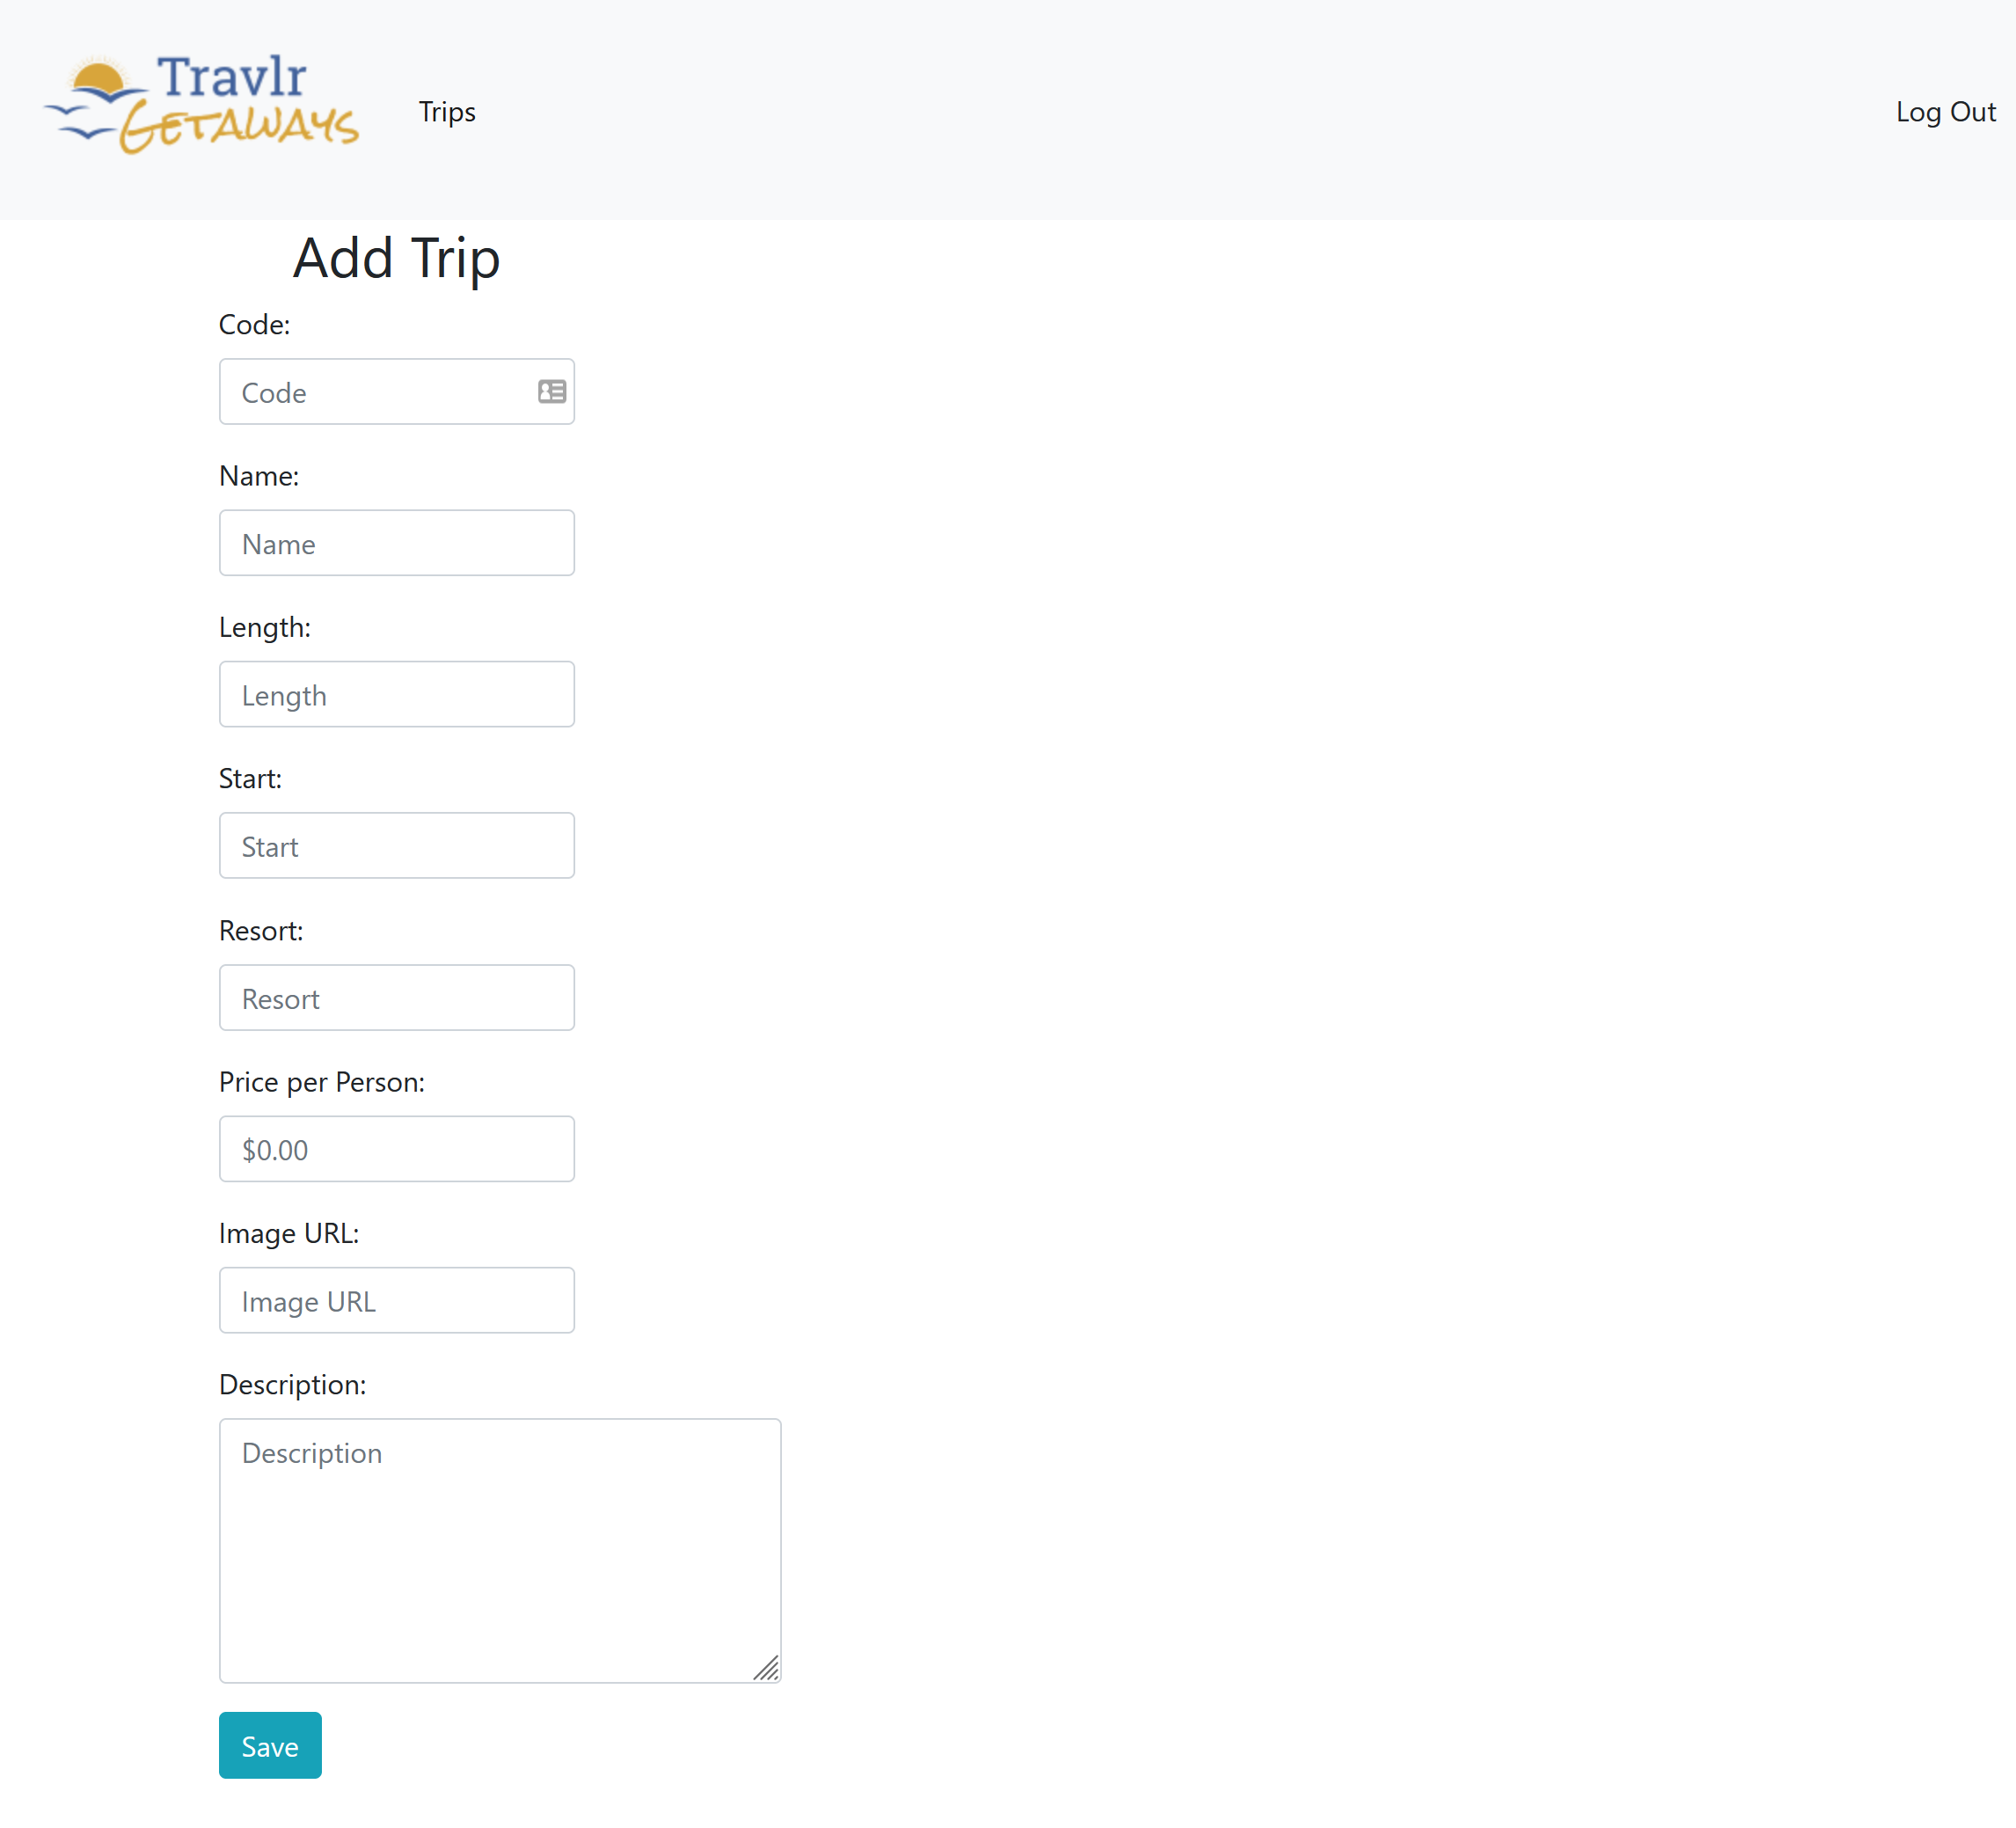 Travlr
Getaways
Trips
Log Out
Add Trip
Code:
Code
Name:
Name
Length:
Length
Start:
Start
Resort:
Resort
Price per Person:
$0.00
Image URL:
Image URL
Description:
Description
Save